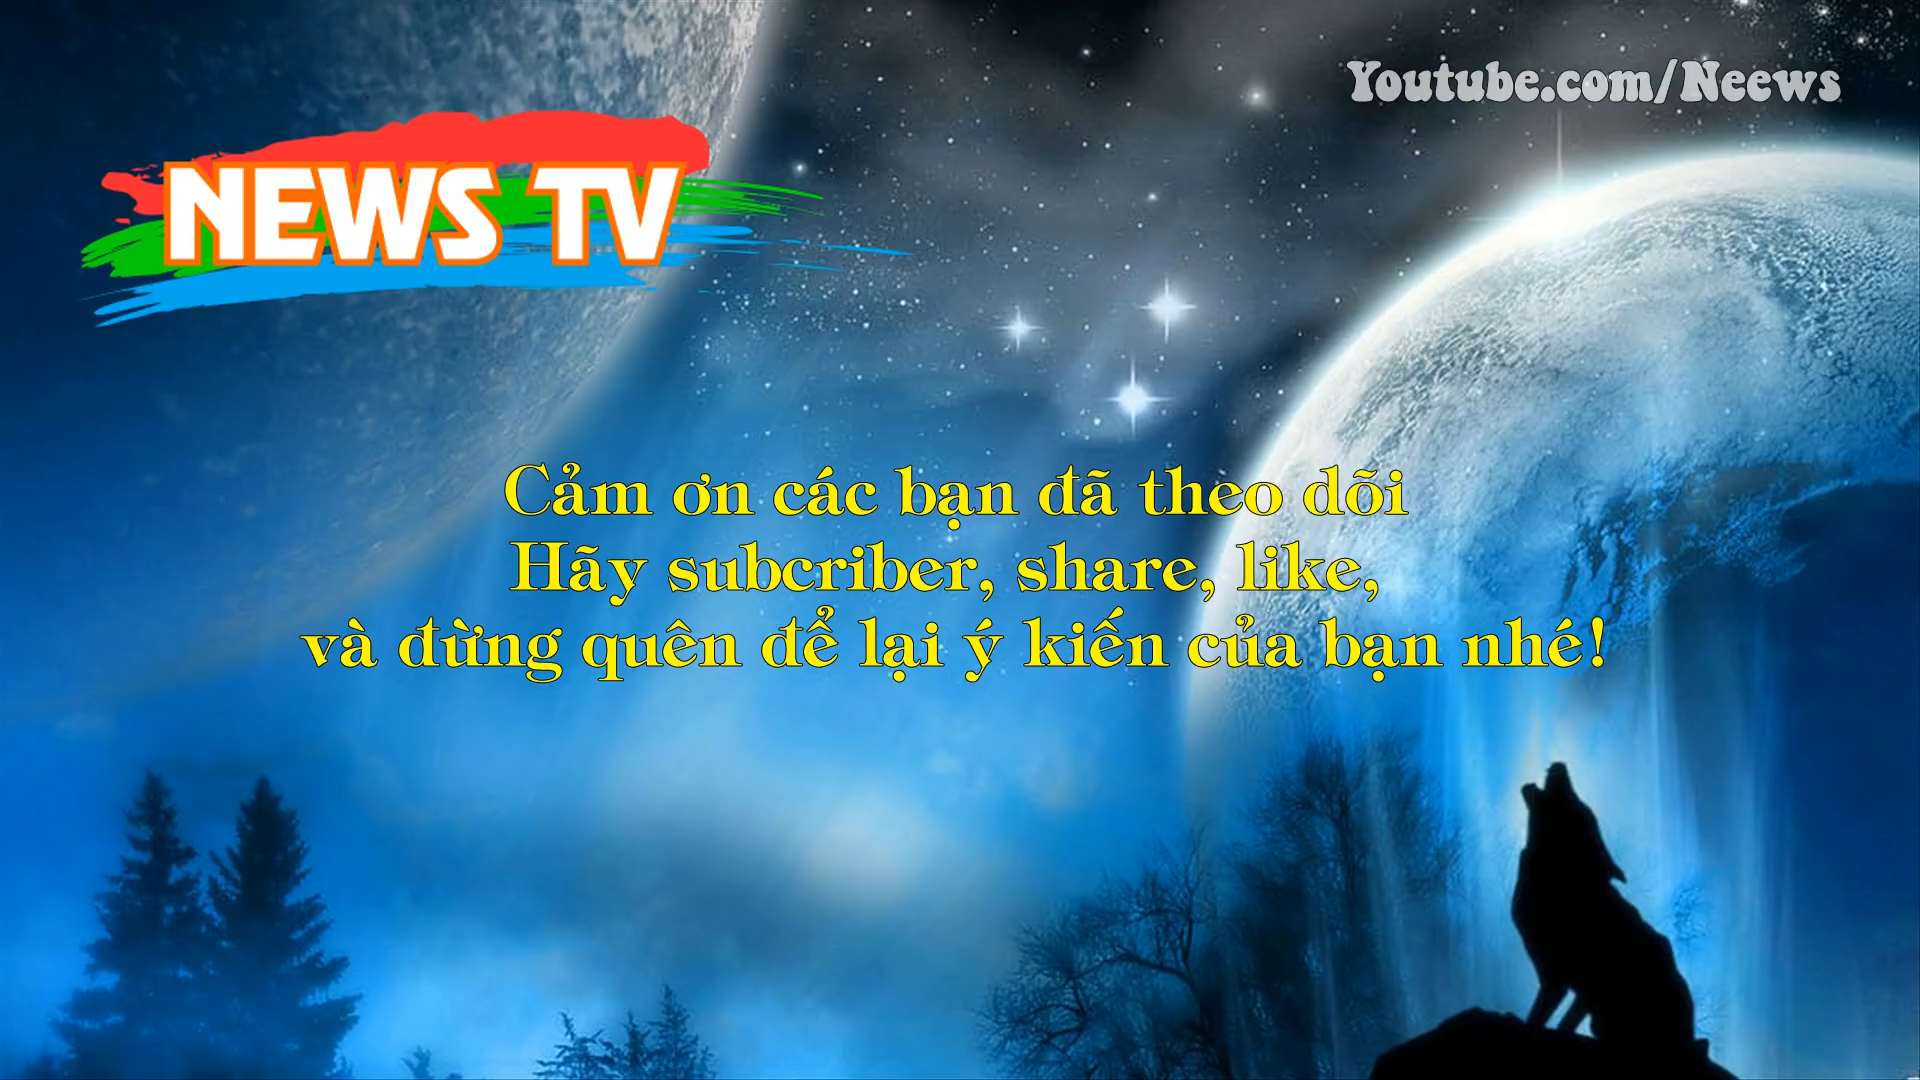 Youtube.com/Neews
NEWS TV
Cảm ơn các bạn đã theo dõi
Hãy subcriber, share, like,
và đừng quên để lại ý kiến của bạn nhé!